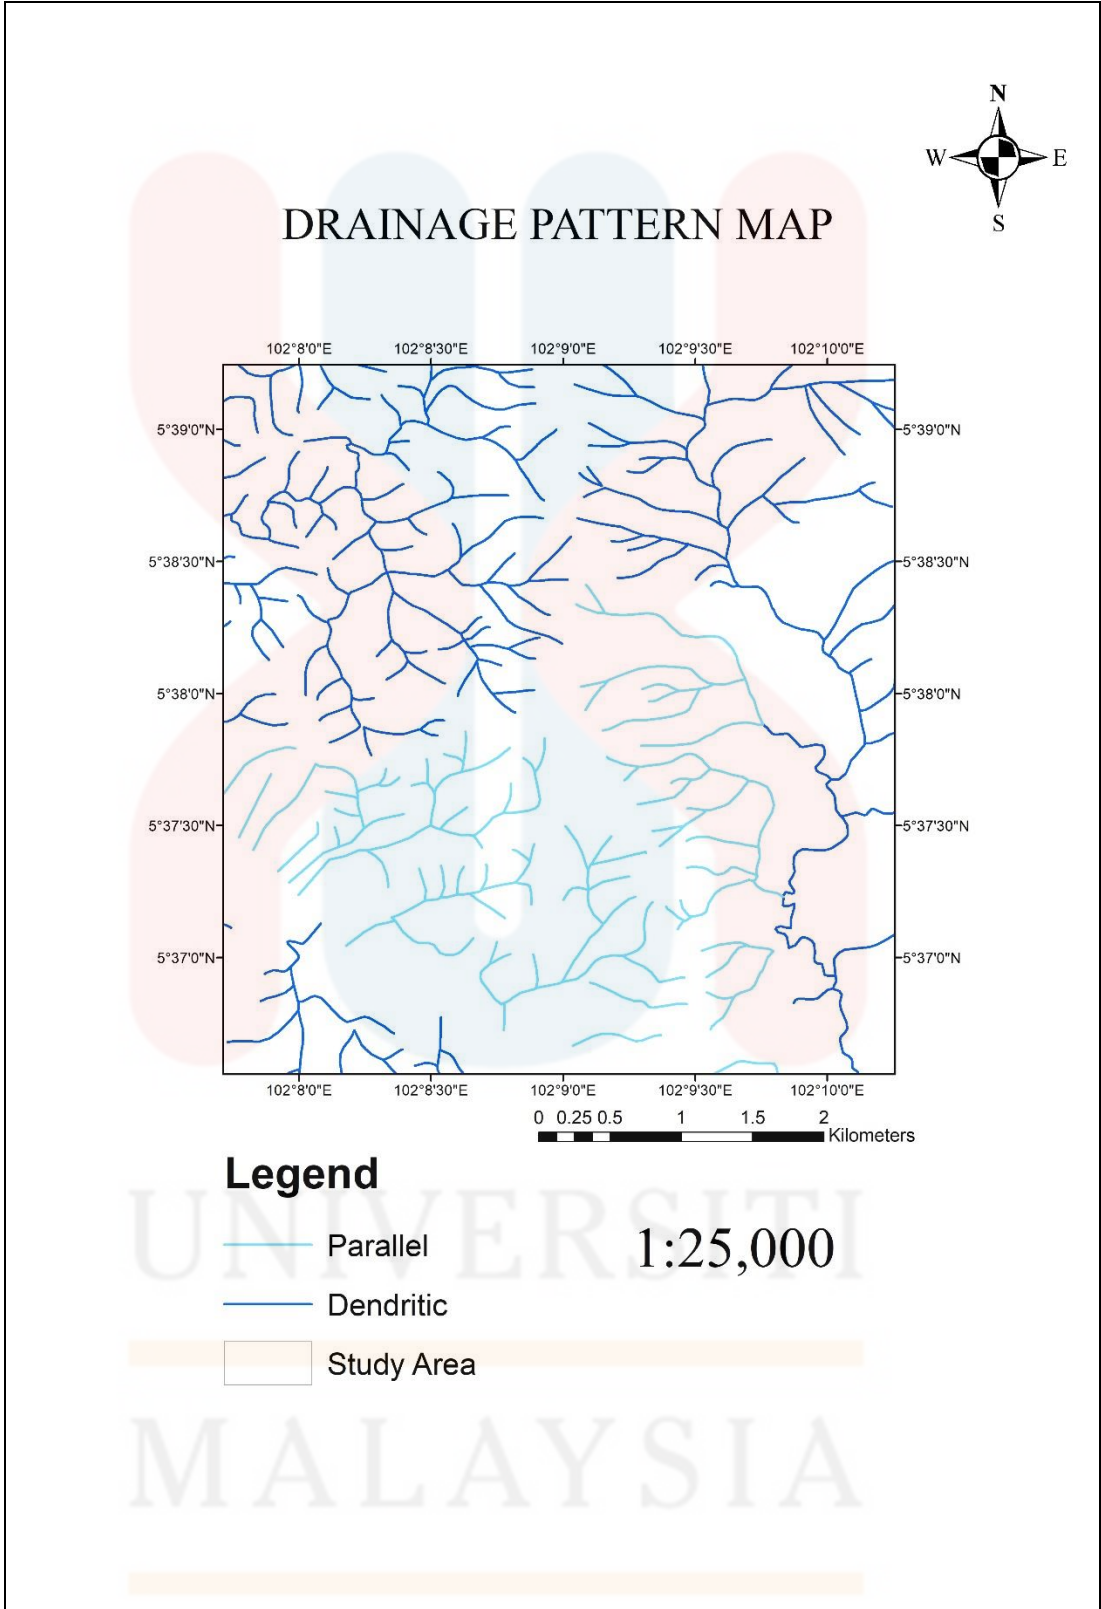 N
W E
S
DRAINAGE PATTERN MAP
102°8'0"E 102°8'30"E 102°9'0"E 102°9'30"E 102°10'0"E
5°39'0"N 5°39'0"N
5°38'30"N 5°38'30"N
5°38'0"N 5°38'0"N
5°37'30"N 5°37'30"N
5°37'0"N 5°37'0"N
102°8'0"E 102°8'30"E 102°9'0"E 102°9'30"E 102°10'0"E
0 0.25 0.5 1 1.5 2
Kilometers
Legend
UNIVERSITI
Parallel
1:25,000
Dendritic
Study Area
MALAYSIA